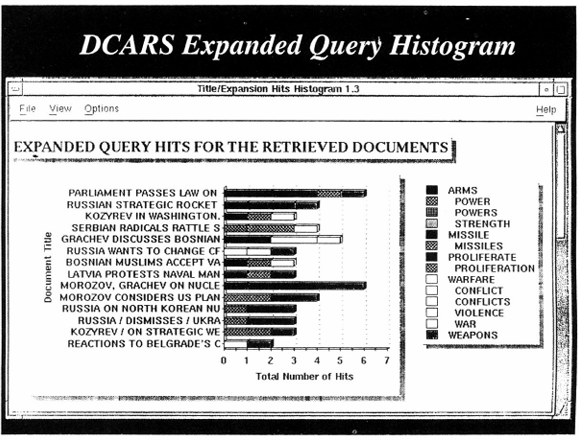 DCARS Expanded Query Histogram
Title/Expansion Hits Histogram 1.3
File View Options Help
EXPANDED QUERY HITS FOR THE RETRIEVED DOCUMENTS
Document Title
PARLIAMENT PASSES LAW ON
RUSSIAN STRATEGIC ROCKET
KOZYREV IN WASHINGTON.
SERBIAN RADICALS RATTLE S
GRACHEV DISCUSSES BOSNIAN
RUSSIA WANTS TO CHANGE CF
BOSNIAN MUSLIMS ACCEPT VA
LATVIA PROTESTS NAVAL MAN
MOROZOV, GRACHEV ON NUCLE
MOROZOV CONSIDERS US PLAN
RUSSIA ON NORTH KOREAN NU
RUSSIA / DISMISSES / UKRA
KOZYREV / ON STRATEGIC WE
REACTIONS TO BELGRADE'S C
0 1 2 3 4 5 6 7
Total Number of Hits
ARMS
POWER
POWERS
STRENGTH
MISSILE
MISSILES
PROLIFERATE
PROLIFERATION
WARFARE
CONFLICT
CONFLICTS
VIOLENCE
WAR
WEAPONS